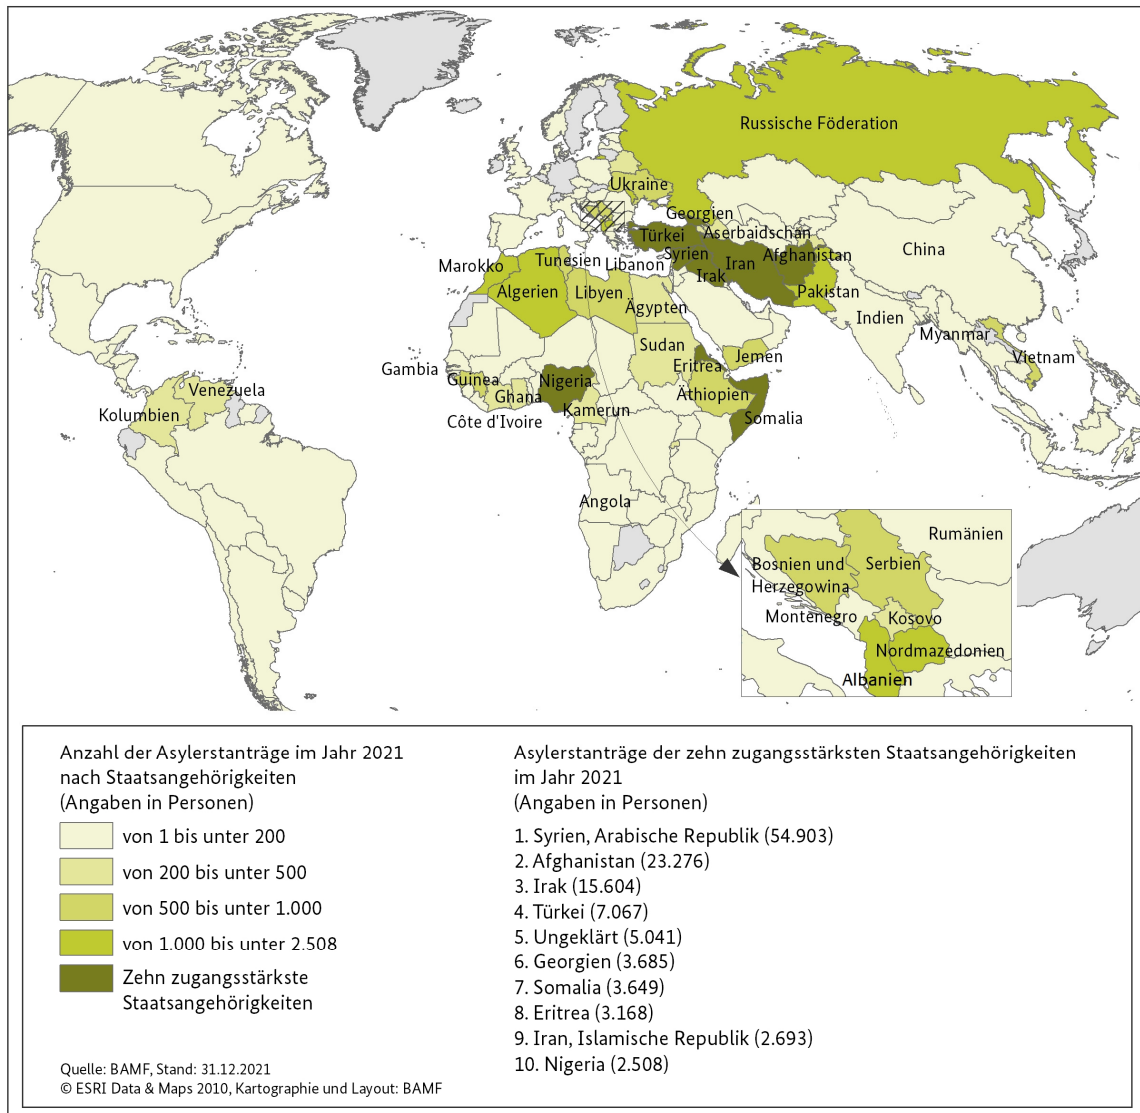 Russische Föderation
Ukraine
Georgien
Türkei
Aserbaidschan
Syrien
Iran
Afghanistan
Irak
Marokko
Tunesien
Libanon
Algerien
Libyen
Ägypten
Pakistan
China
Indien
Myanmar
Vietnam
Sudan
Jemen
Eritrea
Gambia
Guinea
Nigeria
Ghana
Kamerun
Äthiopien
Somalia
Côte d'Ivoire
Venezuela
Kolumbien
Angola
Rumänien
Bosnien und
Herzegowina
Serbien
Montenegro
Kosovo
Nordmazedonien
Albanien
Anzahl der Asylerstanträge im Jahr 2021
nach Staatsangehörigkeiten
(Angaben in Personen)
von 1 bis unter 200
von 200 bis unter 500
von 500 bis unter 1.000
von 1.000 bis unter 2.508
Zehn zugangsstärkste
Staatsangehörigkeiten
Quelle: BAMF, Stand: 31.12.2021
© ESRI Data & Maps 2010, Kartographie und Layout: BAMF
Asylerstanträge der zehn zugangsstärksten Staatsangehörigkeiten
im Jahr 2021
(Angaben in Personen)
1. Syrien, Arabische Republik (54.903)
2. Afghanistan (23.276)
3. Irak (15.604)
4. Türkei (7.067)
5. Ungeklärt (5.041)
6. Georgien (3.685)
7. Somalia (3.649)
8. Eritrea (3.168)
9. Iran, Islamische Republik (2.693)
10. Nigeria (2.508)